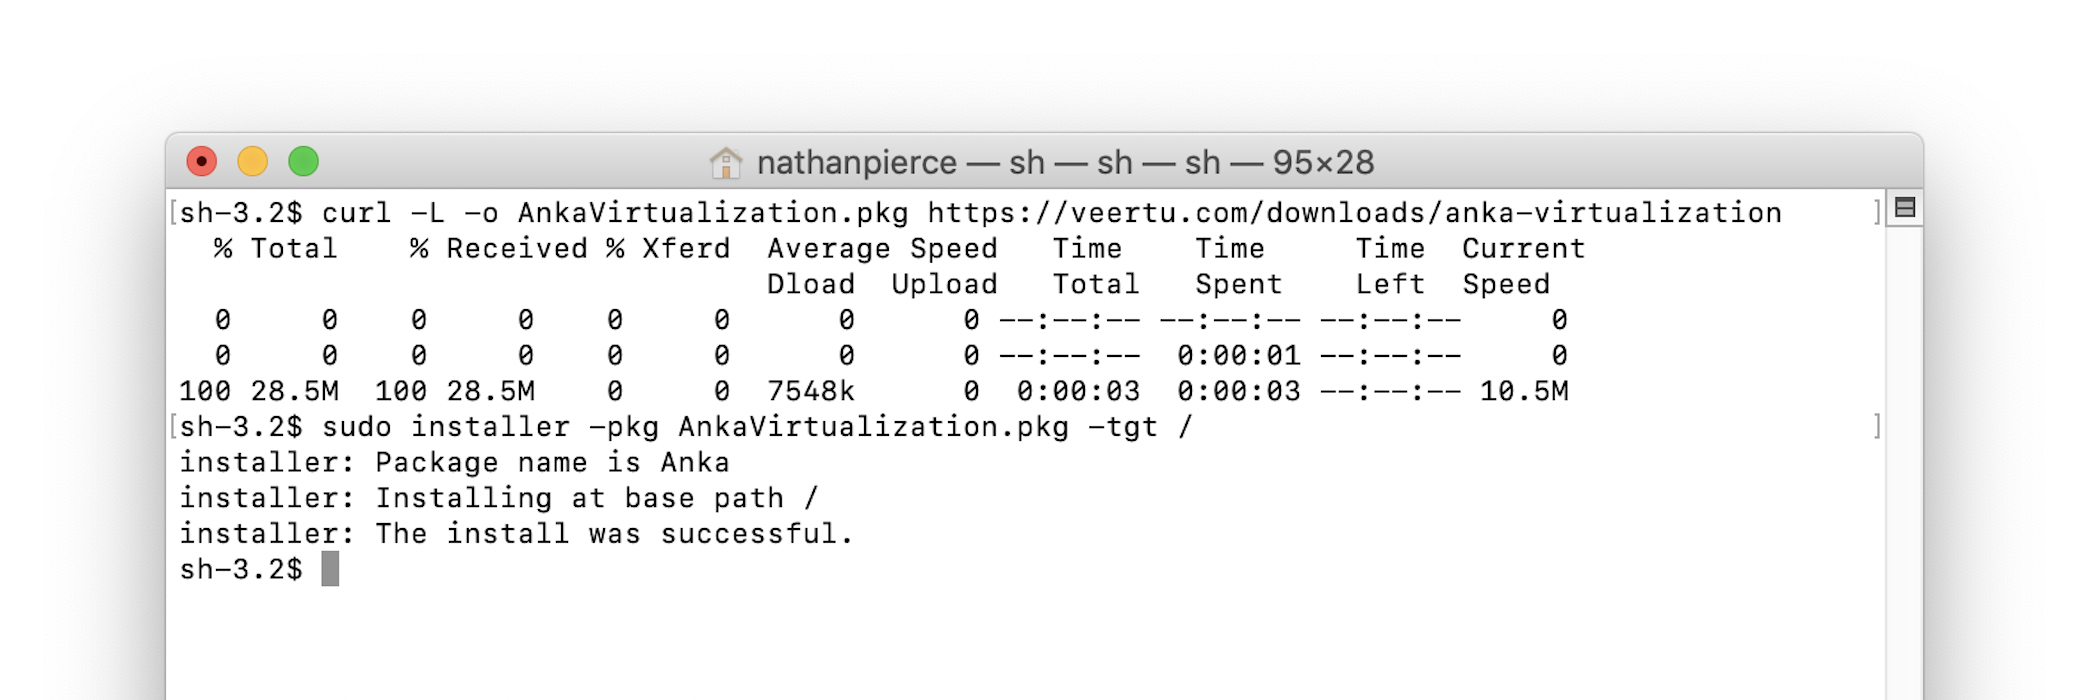 nathanpierce — sh — sh — sh — 95×28
[sh-3.2$ curl -L -o AnkaVirtualization.pkg https://veertu.com/downloads/anka-virtualization ]
  % Total    % Received % Xferd  Average Speed   Time    Time     Time  Current
                                 Dload  Upload   Total   Spent    Left  Speed
  0     0    0     0    0     0      0      0 --:--:-- --:--:-- --:--:--     0
  0     0    0     0    0     0      0      0 --:--:--  0:00:01 --:--:--     0
100 28.5M  100 28.5M    0     0  7548k      0  0:00:03  0:00:03 --:--:-- 10.5M
[sh-3.2$ sudo installer -pkg AnkaVirtualization.pkg -tgt / ]
installer: Package name is Anka
installer: Installing at base path /
installer: The install was successful.
sh-3.2$